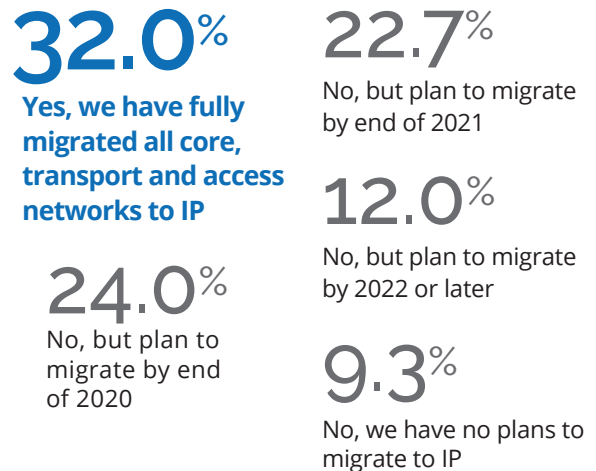 32.0%
Yes, we have fully
migrated all core,
transport and access
networks to IP
24.0%
No, but plan to
migrate by end
of 2020
22.7%
No, but plan to migrate
by end of 2021
12.0%
No, but plan to migrate
by 2022 or later
9.3%
No, we have no plans to
migrate to IP